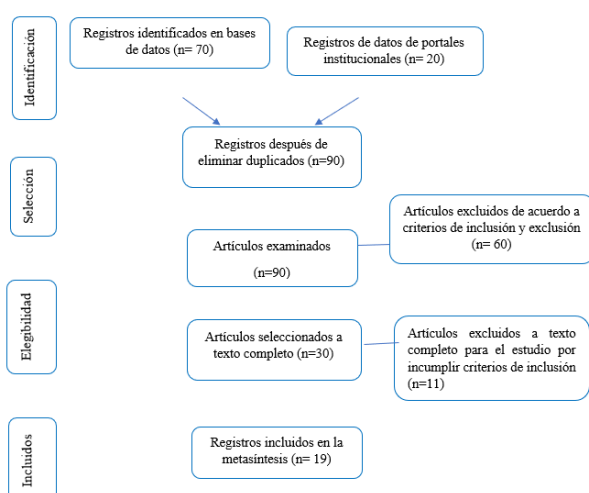 Identificación
Registros identificados en bases
de datos (n= 70)
Registros de datos de portales
institucionales (n= 20)
Registros después de
eliminar duplicados (n=90)
Selección
Artículos excluidos de acuerdo a
criterios de inclusión y exclusión
(n= 60)
Artículos examinados
(n=90)
Elegibilidad
Artículos seleccionados a
texto completo (n=30)
Artículos excluidos a texto
completo para el estudio por
incumplir criterios de inclusión
(n=11)
Incluidos
Registros incluidos en la
metasíntesis (n= 19)